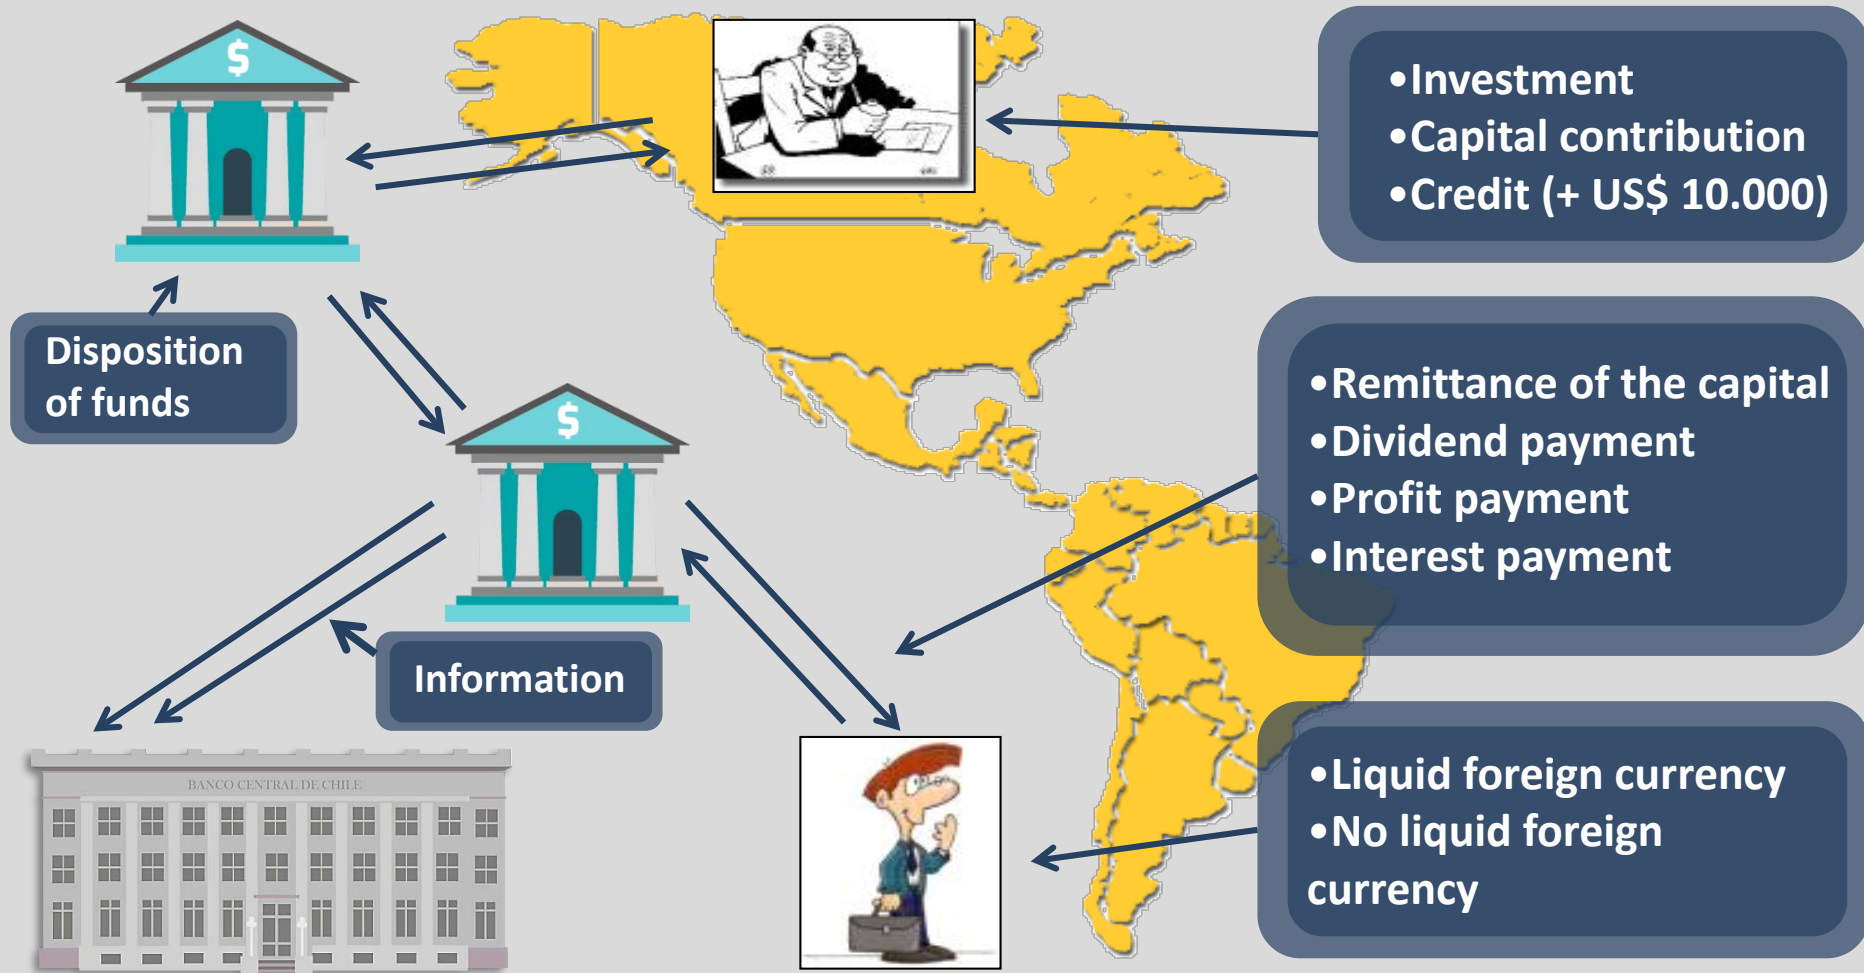 $
•Investment
•Capital contribution
•Credit (+ US$ 10.000)
Disposition
of funds
$
•Remittance of the capital
•Dividend payment
•Profit payment
•Interest payment
Information
•Liquid foreign currency
•No liquid foreign
currency
BANCO CENTRAL DE CHILE